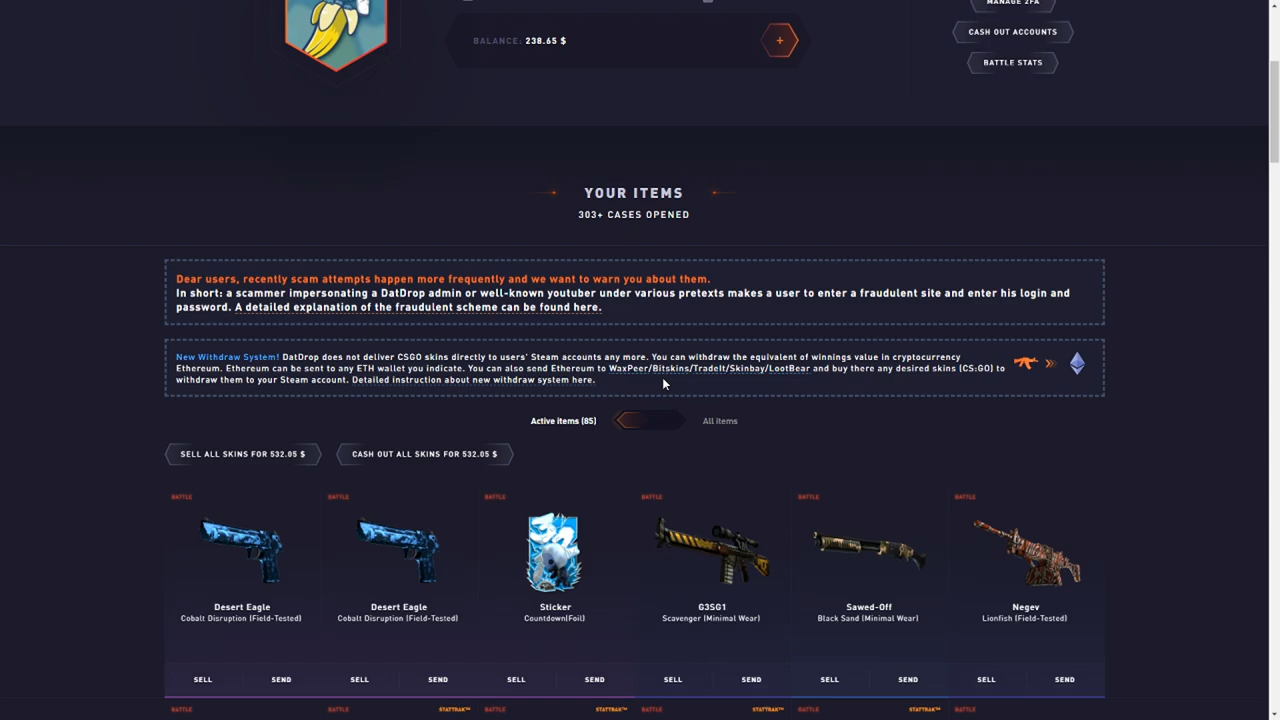 MANAGE 2FA
BALANCE: 238.65 $
+
CASH OUT ACCOUNTS
BATTLE STATS
YOUR ITEMS
303+ CASES OPENED
Dear users, recently scam attempts happen more frequently and we want to warn you about them.
In short: a scammer impersonating a DatDrop admin or well-known youtuber under various pretexts makes a user to enter a fraudulent site and enter his login and
password. A detailed explanation of the fraudulent scheme can be found here.
New Withdraw System! DatDrop does not deliver CSGO skins directly to users' Steam accounts any more. You can withdraw the equivalent of winnings value in cryptocurrency
Ethereum. Ethereum can be sent to any ETH wallet you indicate. You can also send Ethereum to WaxPeer/Bitskins/TradeIt/Skinbay/LootBear and buy there any desired skins (CS:GO) to
withdraw them to your Steam account. Detailed instruction about new withdraw system here.
Active items (85) All items
SELL ALL SKINS FOR 532.05 $ CASH OUT ALL SKINS FOR 532.05 $
BATTLE BATTLE BATTLE BATTLE BATTLE BATTLE
Desert Eagle Desert Eagle Sticker G3SG1 Sawed-Off Negev
Cobalt Disruption (Field-Tested) Cobalt Disruption (Field-Tested) Countdown(Foil) Scavenger (Minimal Wear) Black Sand (Minimal Wear) Lionfish (Field-Tested)
SELL SEND SELL SEND SELL SEND SELL SEND SELL SEND SELL SEND
BATTLE BATTLE STATTRAK™ BATTLE STATTRAK™ BATTLE STATTRAK™ BATTLE STATTRAK™ BATTLE